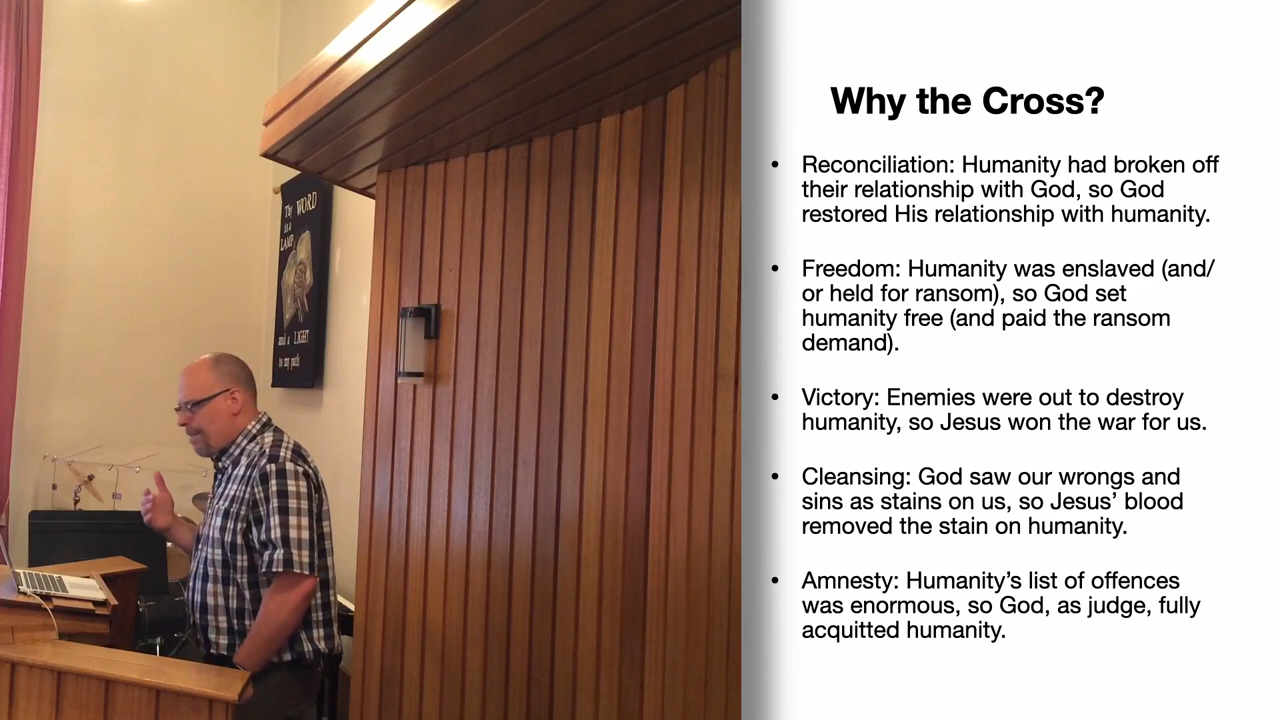 Thy WORD
is a
LAMP
and a LIGHT
to my path
Why the Cross?
• Reconciliation: Humanity had broken off
their relationship with God, so God
restored His relationship with humanity.
• Freedom: Humanity was enslaved (and/
or held for ransom), so God set
humanity free (and paid the ransom
demand).
• Victory: Enemies were out to destroy
humanity, so Jesus won the war for us.
• Cleansing: God saw our wrongs and
sins as stains on us, so Jesus’ blood
removed the stain on humanity.
• Amnesty: Humanity’s list of offences
was enormous, so God, as judge, fully
acquitted humanity.